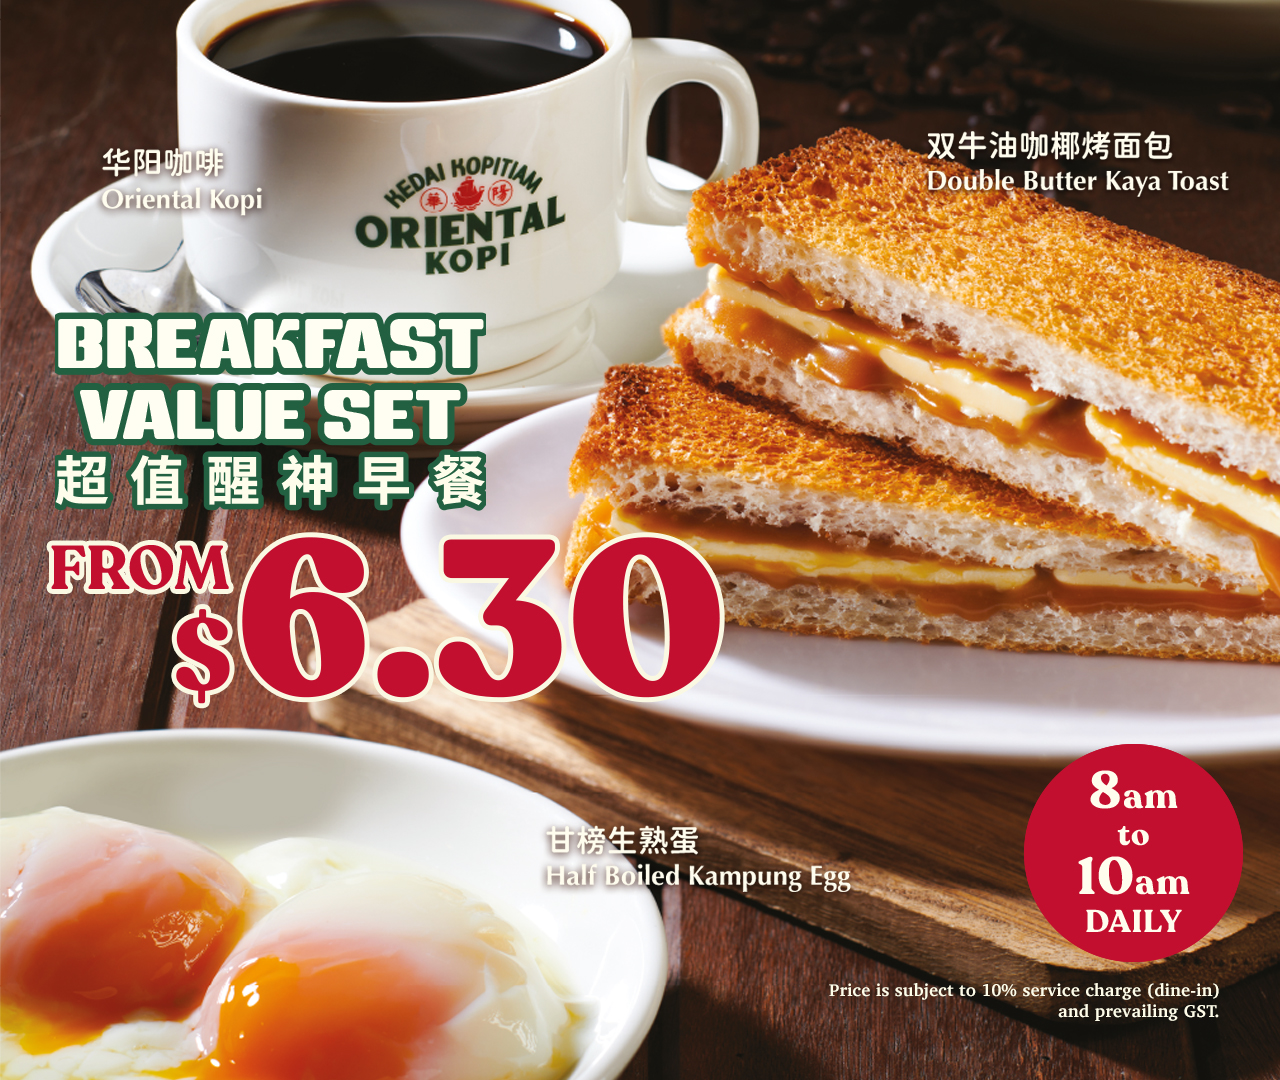 华阳咖啡
Oriental Kopi
KEDAI KOPITIAM
華 陽
ORIENTAL
KOPI
双牛油咖椰烤面包
Double Butter Kaya Toast
BREAKFAST
VALUE SET
超值醒神早餐
FROM
$6.30
甘榜生熟蛋
Half Boiled Kampung Egg
8am
to
10am
DAILY
Price is subject to 10% service charge (dine-in)
and prevailing GST.